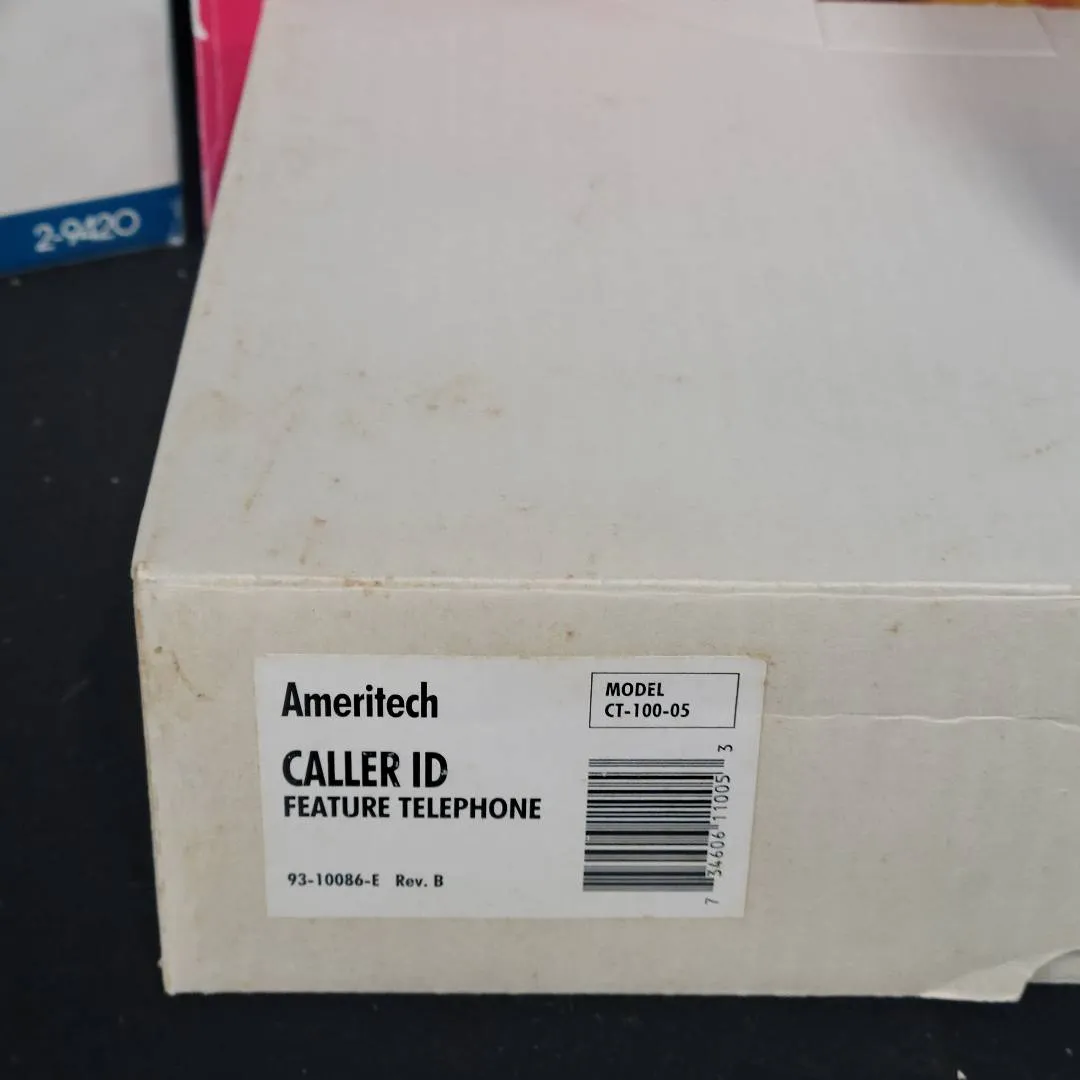 2-9420
Ameritech
MODEL
CT-100-05
CALLER ID
FEATURE TELEPHONE
93-10086-E Rev. B
7 34606 11005 3